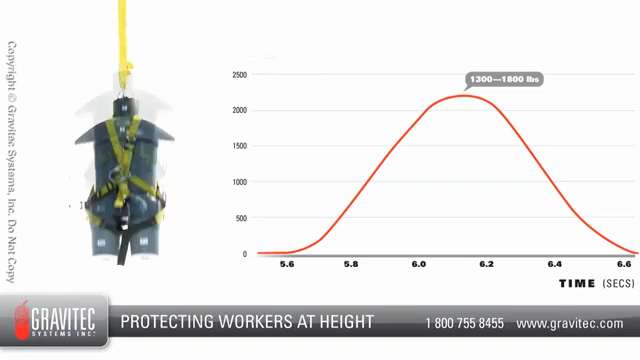 Copyright © Gravitec Systems, Inc. Do Not Copy
2500
2000
1500
1000
500
0
1300—1800 lbs
5.6 5.8 6.0 6.2 6.4 6.6
TIME (SECS)
GRAVITEC
SYSTEMS INC.
PROTECTING WORKERS AT HEIGHT
1 800 755 8455
www.gravitec.com